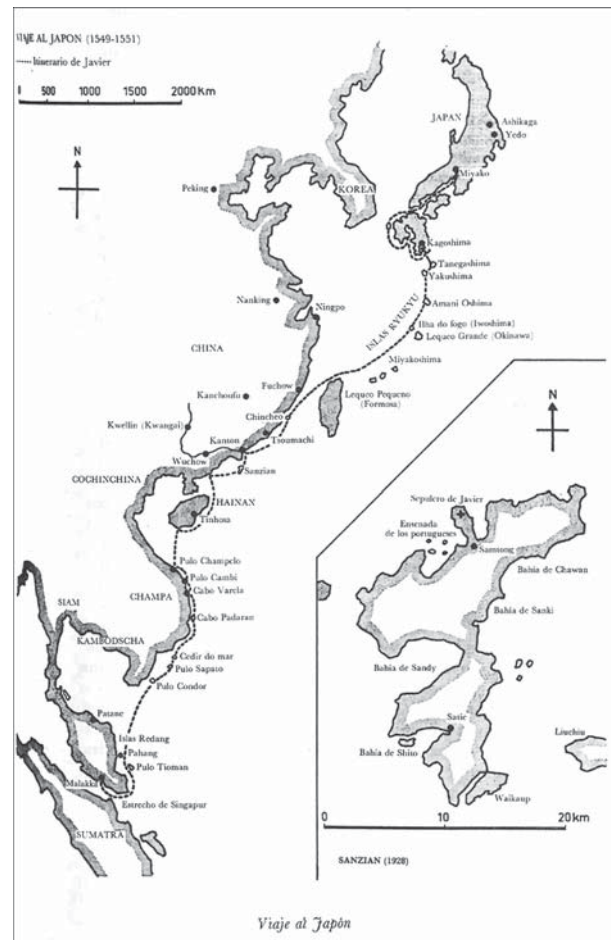 VIAJE AL JAPON (1549-1551)
Itinerario de Javier
0 500 1000 1500 2000 Km
N
JAPAN
Ashikaga
Yedo
Miyako
KOREA
Peking
Kagoshima
Tanegashima
Yakushima
Nanking
Ningpo
Amani Oshima
ISLAS RYUKYU
Ilha do fogo (Iwoshima)
Lequeo Grande (Okinawa)
CHINA
Miyakoshima
Fuchow
Kanchoufu
Lequeo Pequeno
(Formosa)
Chincheo
Kwellin (Kwangai)
Kanton
Tsoumachi
Wuchow
Sanzian
COCHINCHINA
HAINAN
Tinhosa
Pulo Champelo
Pulo Cambi
Cabo Varela
SIAM
CHAMPA
Cabo Padaran
KAMBODSCHA
Cedir do mar
Pulo Sapato
Pulo Condor
Patane
Islas Redang
Pahang
Pulo Tioman
Malakka
Estrecho de Singapur
SUMATRA
N
Sepulcro de Javier
Ensenada
de los portugueses
Samtong
Bahia de Chawan
Bahia de Sanki
Bahia de Sandy
Satie
Liuchiu
Bahia de Shito
Waikaup
0 10 20 km
SANZIAN (1928)
Viaje al Japón